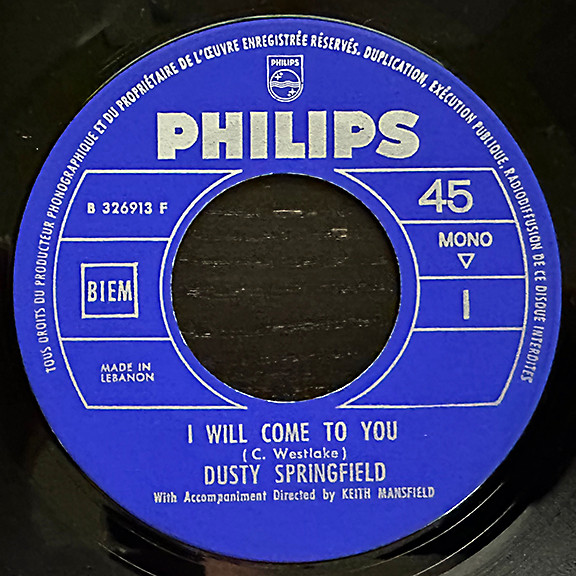 TOUS DROITS DU PRODUCTEUR PHONOGRAPHIQUE ET DU PROPRIÉTAIRE DE L'ŒUVRE ENREGISTRÉE RÉSERVÉS. DUPLICATION, EXÉCUTION PUBLIQUE, RADIODIFFUSION DE CE DISQUE INTERDITES
PHILIPS
PHILIPS
B 326913 F
45
MONO
BIEM
1
MADE IN
LEBANON
I WILL COME TO YOU
(C. Westlake)
DUSTY SPRINGFIELD
With Accompaniment Directed by KEITH MANSFIELD